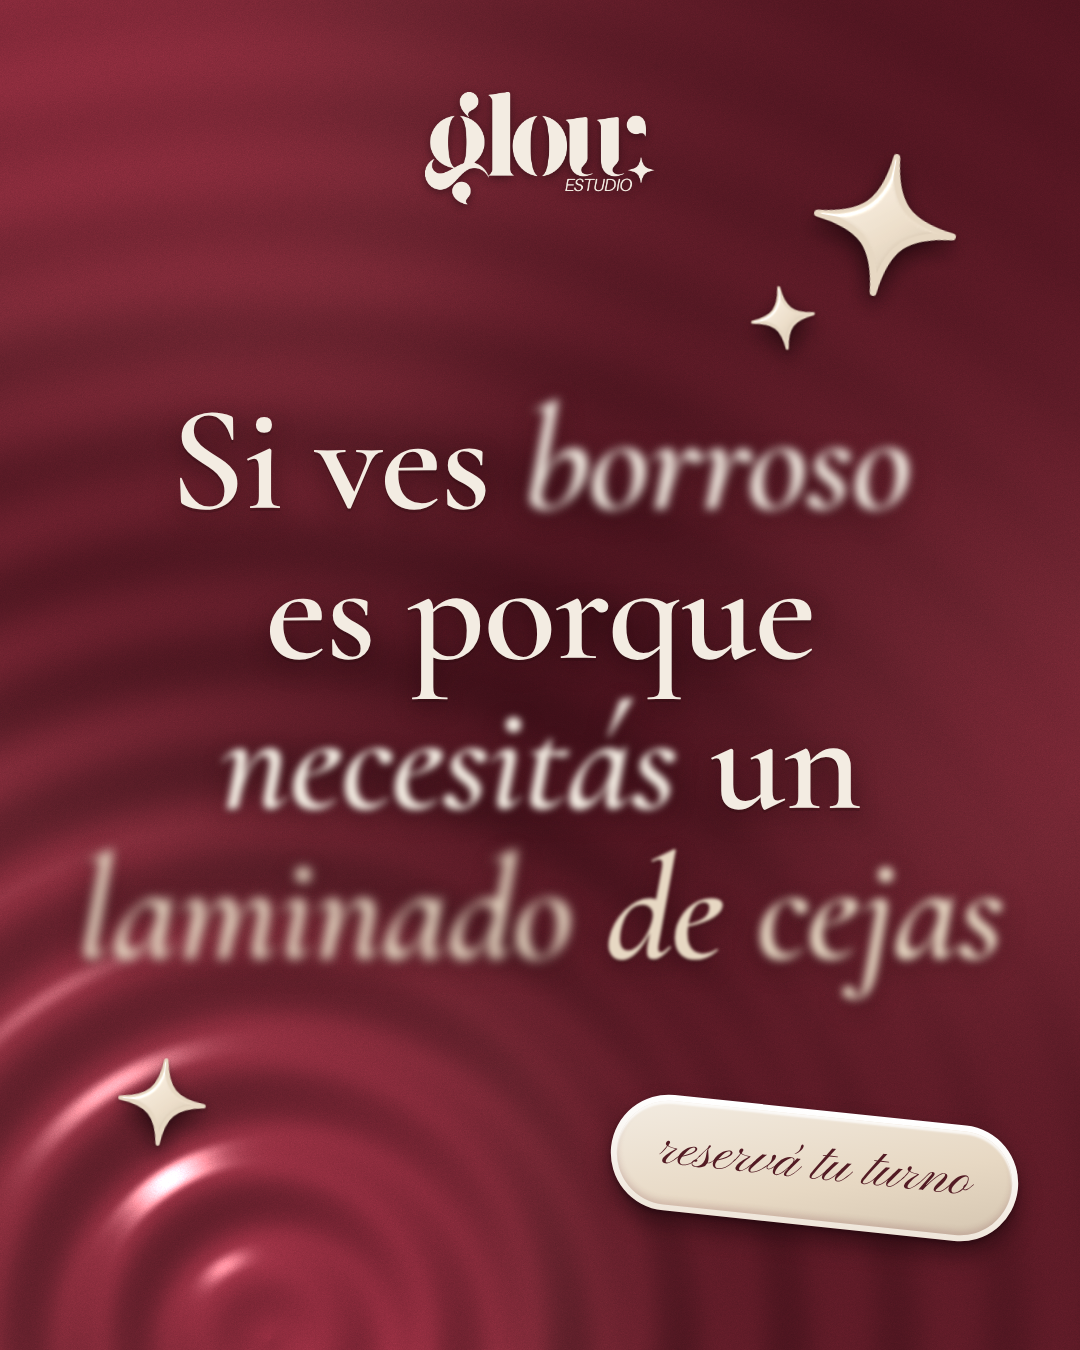 glow
ESTUDIO
Si ves borroso
es porque
necesitás un
laminado de cejas
reservá tu turno